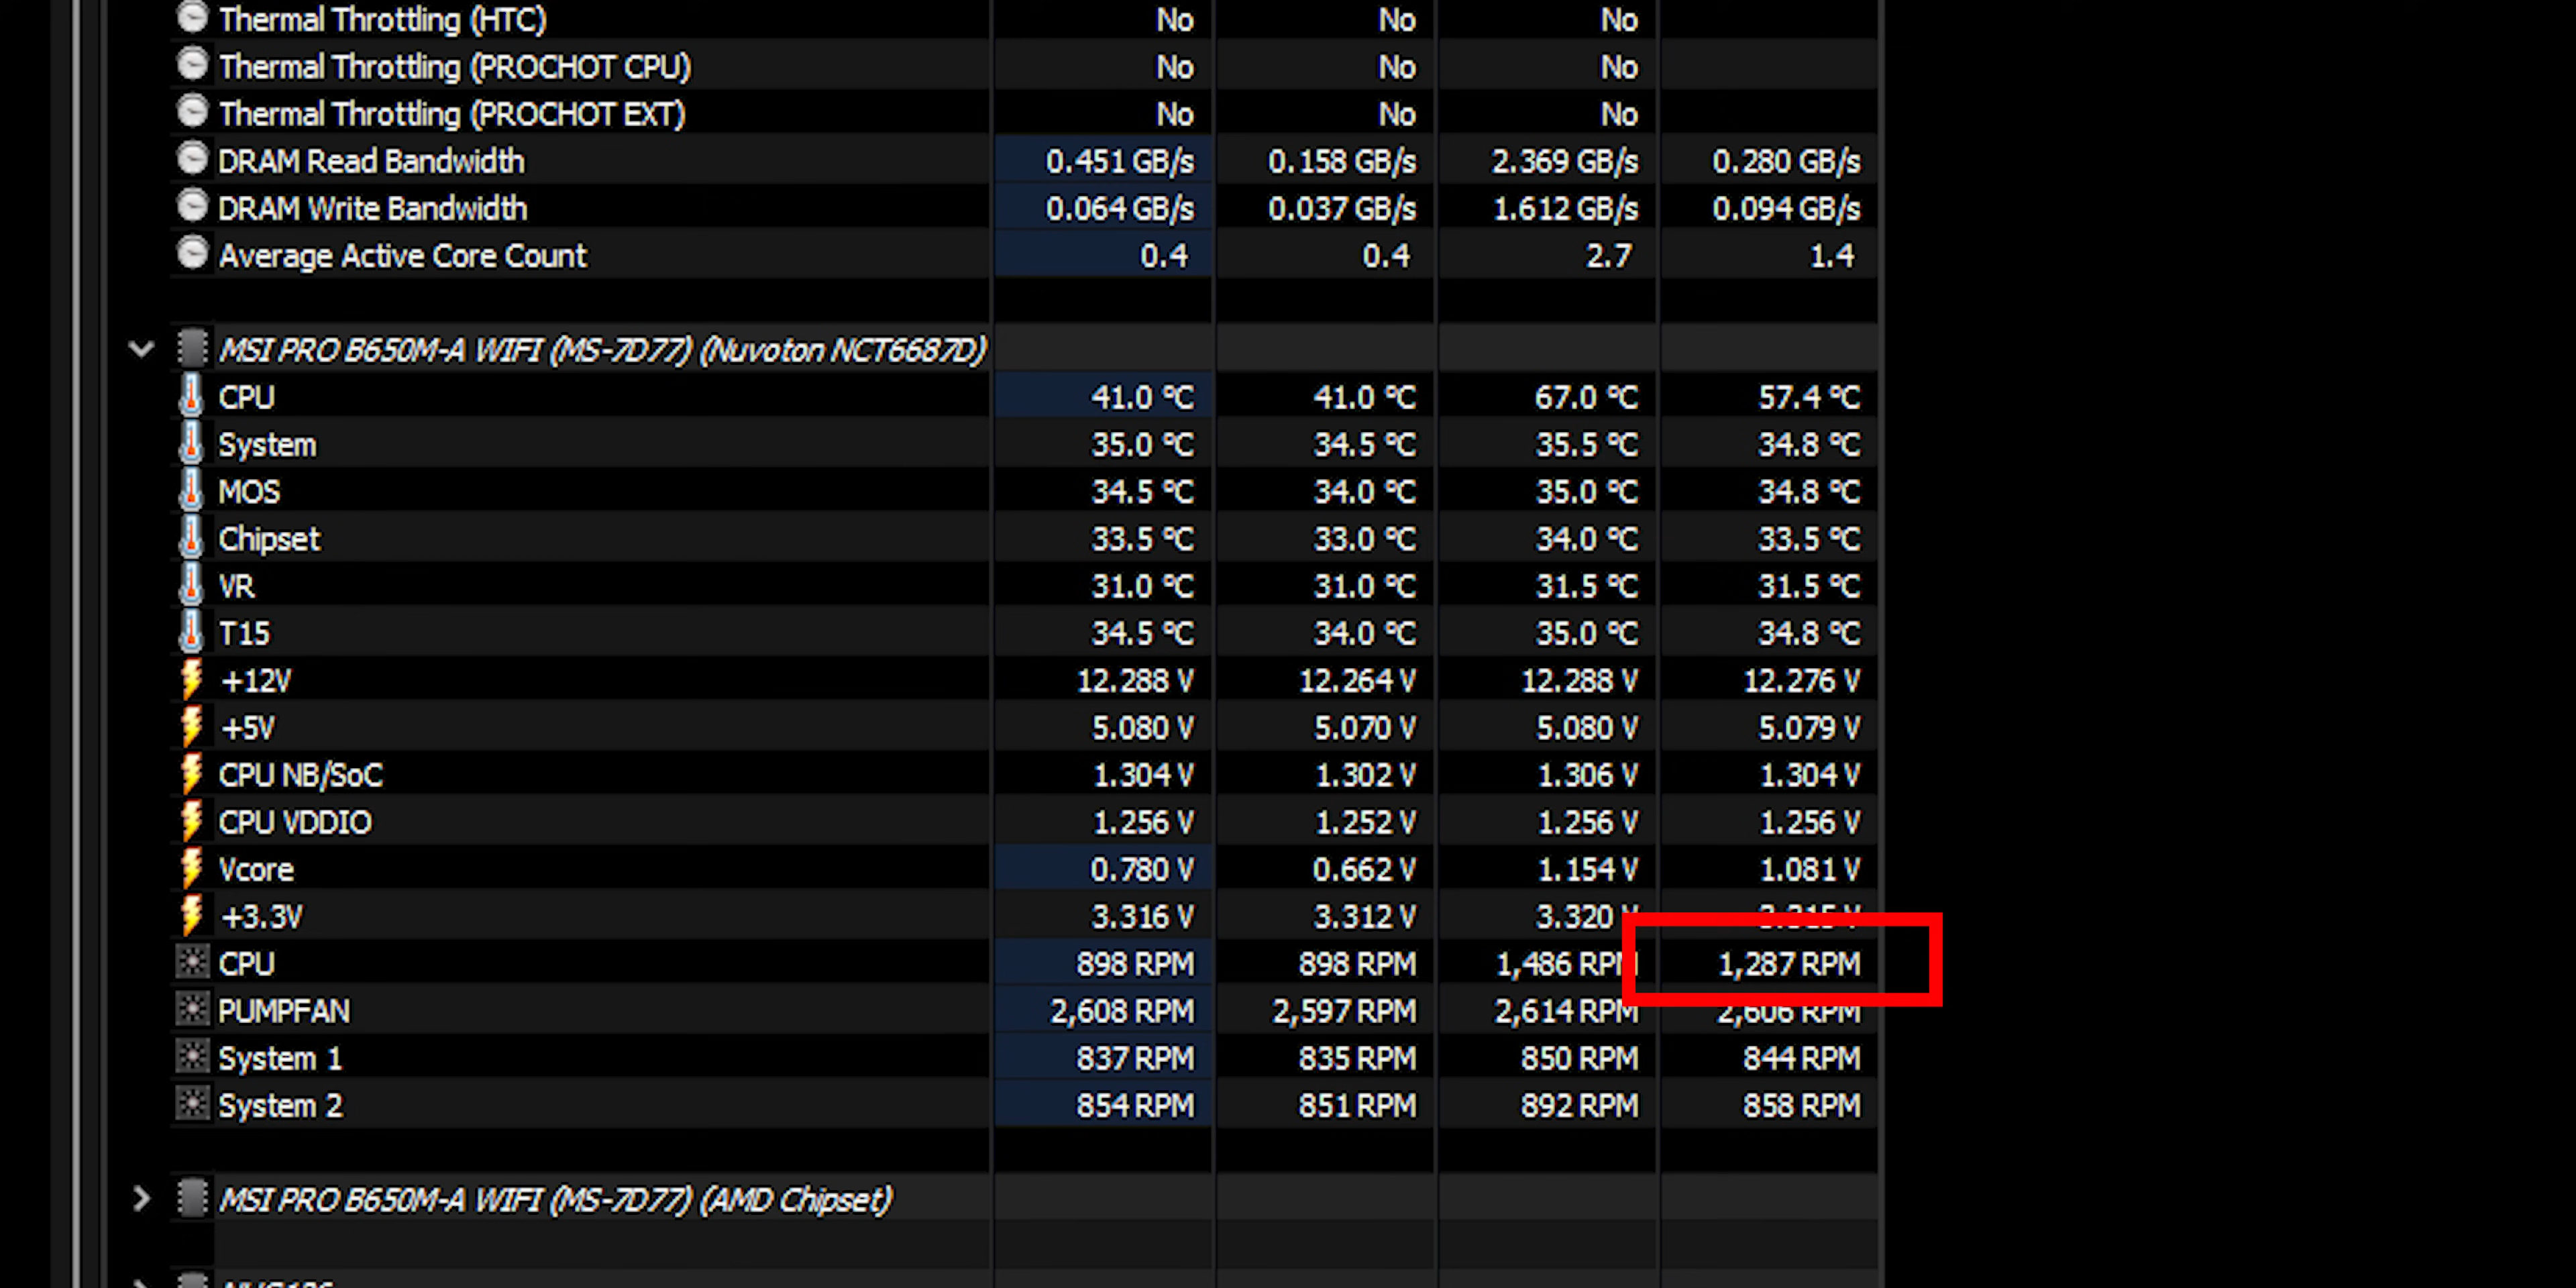 Thermal Throttling (HTC) No No No
Thermal Throttling (PROCHOT CPU) No No No
Thermal Throttling (PROCHOT EXT) No No No
DRAM Read Bandwidth 0.451 GB/s 0.158 GB/s 2.369 GB/s 0.280 GB/s
DRAM Write Bandwidth 0.064 GB/s 0.037 GB/s 1.612 GB/s 0.094 GB/s
Average Active Core Count 0.4 0.4 2.7 1.4
MSI PRO B650M-A WIFI (MS-7D77) (Nuvoton NCT6687D)
CPU 41.0 °C 41.0 °C 67.0 °C 57.4 °C
System 35.0 °C 34.5 °C 35.5 °C 34.8 °C
MOS 34.5 °C 34.0 °C 35.0 °C 34.8 °C
Chipset 33.5 °C 33.0 °C 34.0 °C 33.5 °C
VR 31.0 °C 31.0 °C 31.5 °C 31.5 °C
T15 34.5 °C 34.0 °C 35.0 °C 34.8 °C
+12V 12.288 V 12.264 V 12.288 V 12.276 V
+5V 5.080 V 5.070 V 5.080 V 5.079 V
CPU NB/SoC 1.304 V 1.302 V 1.306 V 1.304 V
CPU VDDIO 1.256 V 1.252 V 1.256 V 1.256 V
Vcore 0.780 V 0.662 V 1.154 V 1.081 V
+3.3V 3.316 V 3.312 V 3.320 V
CPU 898 RPM 898 RPM 1,486 RPM 1,287 RPM
PUMPFAN 2,608 RPM 2,597 RPM 2,614 RPM 2,606 RPM
System 1 837 RPM 835 RPM 850 RPM 844 RPM
System 2 854 RPM 851 RPM 892 RPM 858 RPM
MSI PRO B650M-A WIFI (MS-7D77) (AMD Chipset)